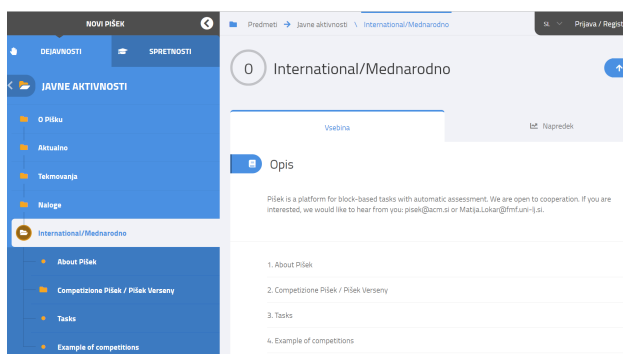 NOVI PIŠEK
DEJAVNOSTI
SPRETNOSTI
JAVNE AKTIVNOSTI
O Pišku
Aktualno
Tekmovanja
Naloge
International/Mednarodno
About Pišek
Competizione Pišek / Pišek Verseny
Tasks
Example of competitions
Predmeti → Javne aktivnosti \ International/Mednarodno
SL
Prijava / Regist
0 International/Mednarodno
Vsebina
Napredek
Opis
Pišek is a platform for block-based tasks with automatic assessment. We are open to cooperation. If you are
interested, we would like to hear from you: pisek@acm.si or Matija.Lokar@fmf.uni-lj.si.
1. About Pišek
2. Competizione Pišek / Pišek Verseny
3. Tasks
4. Example of competitions